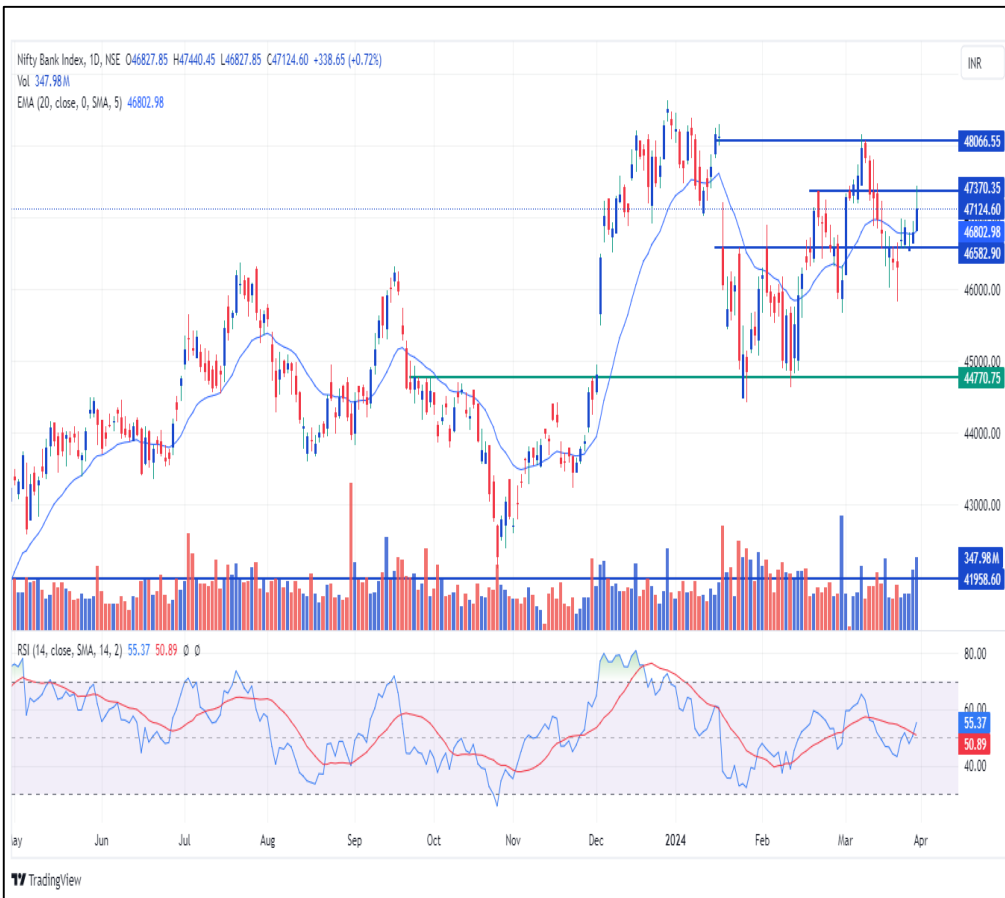 Nifty Bank Index, 1D, NSE O46827.85 H47440.45 L46827.85 C47124.60 +338.65 (+0.72%)
INR
Vol 347.98M
EMA (20, close, 0, SMA, 5) 46802.98
48066.55
47370.35
47124.60
46802.98
46582.90
46000.00
45000.00
44770.75
44000.00
43000.00
347.98M
41958.60
RSI (14, close, SMA, 14, 2) 55.37 50.89 Ø Ø
80.00
60.00
55.37
50.89
40.00
May Jun Jul Aug Sep Oct Nov Dec 2024 Feb Mar Apr
TradingView